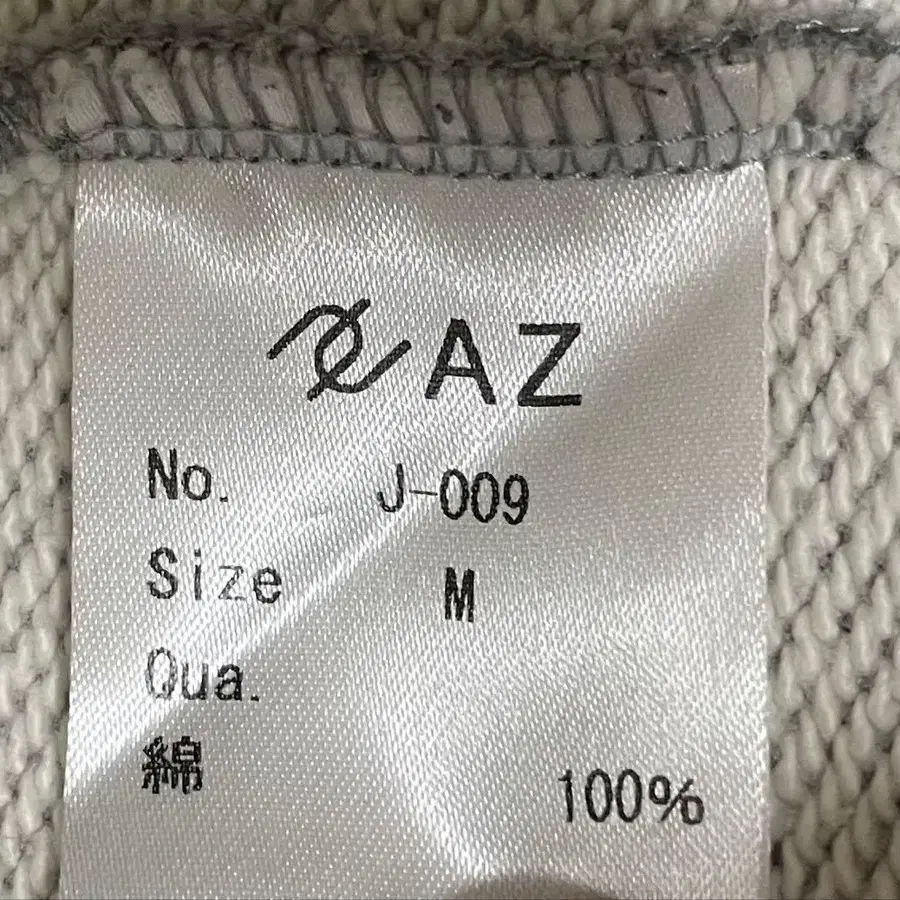 AZ
No. J-009
Size M
Qua.
綿 100%